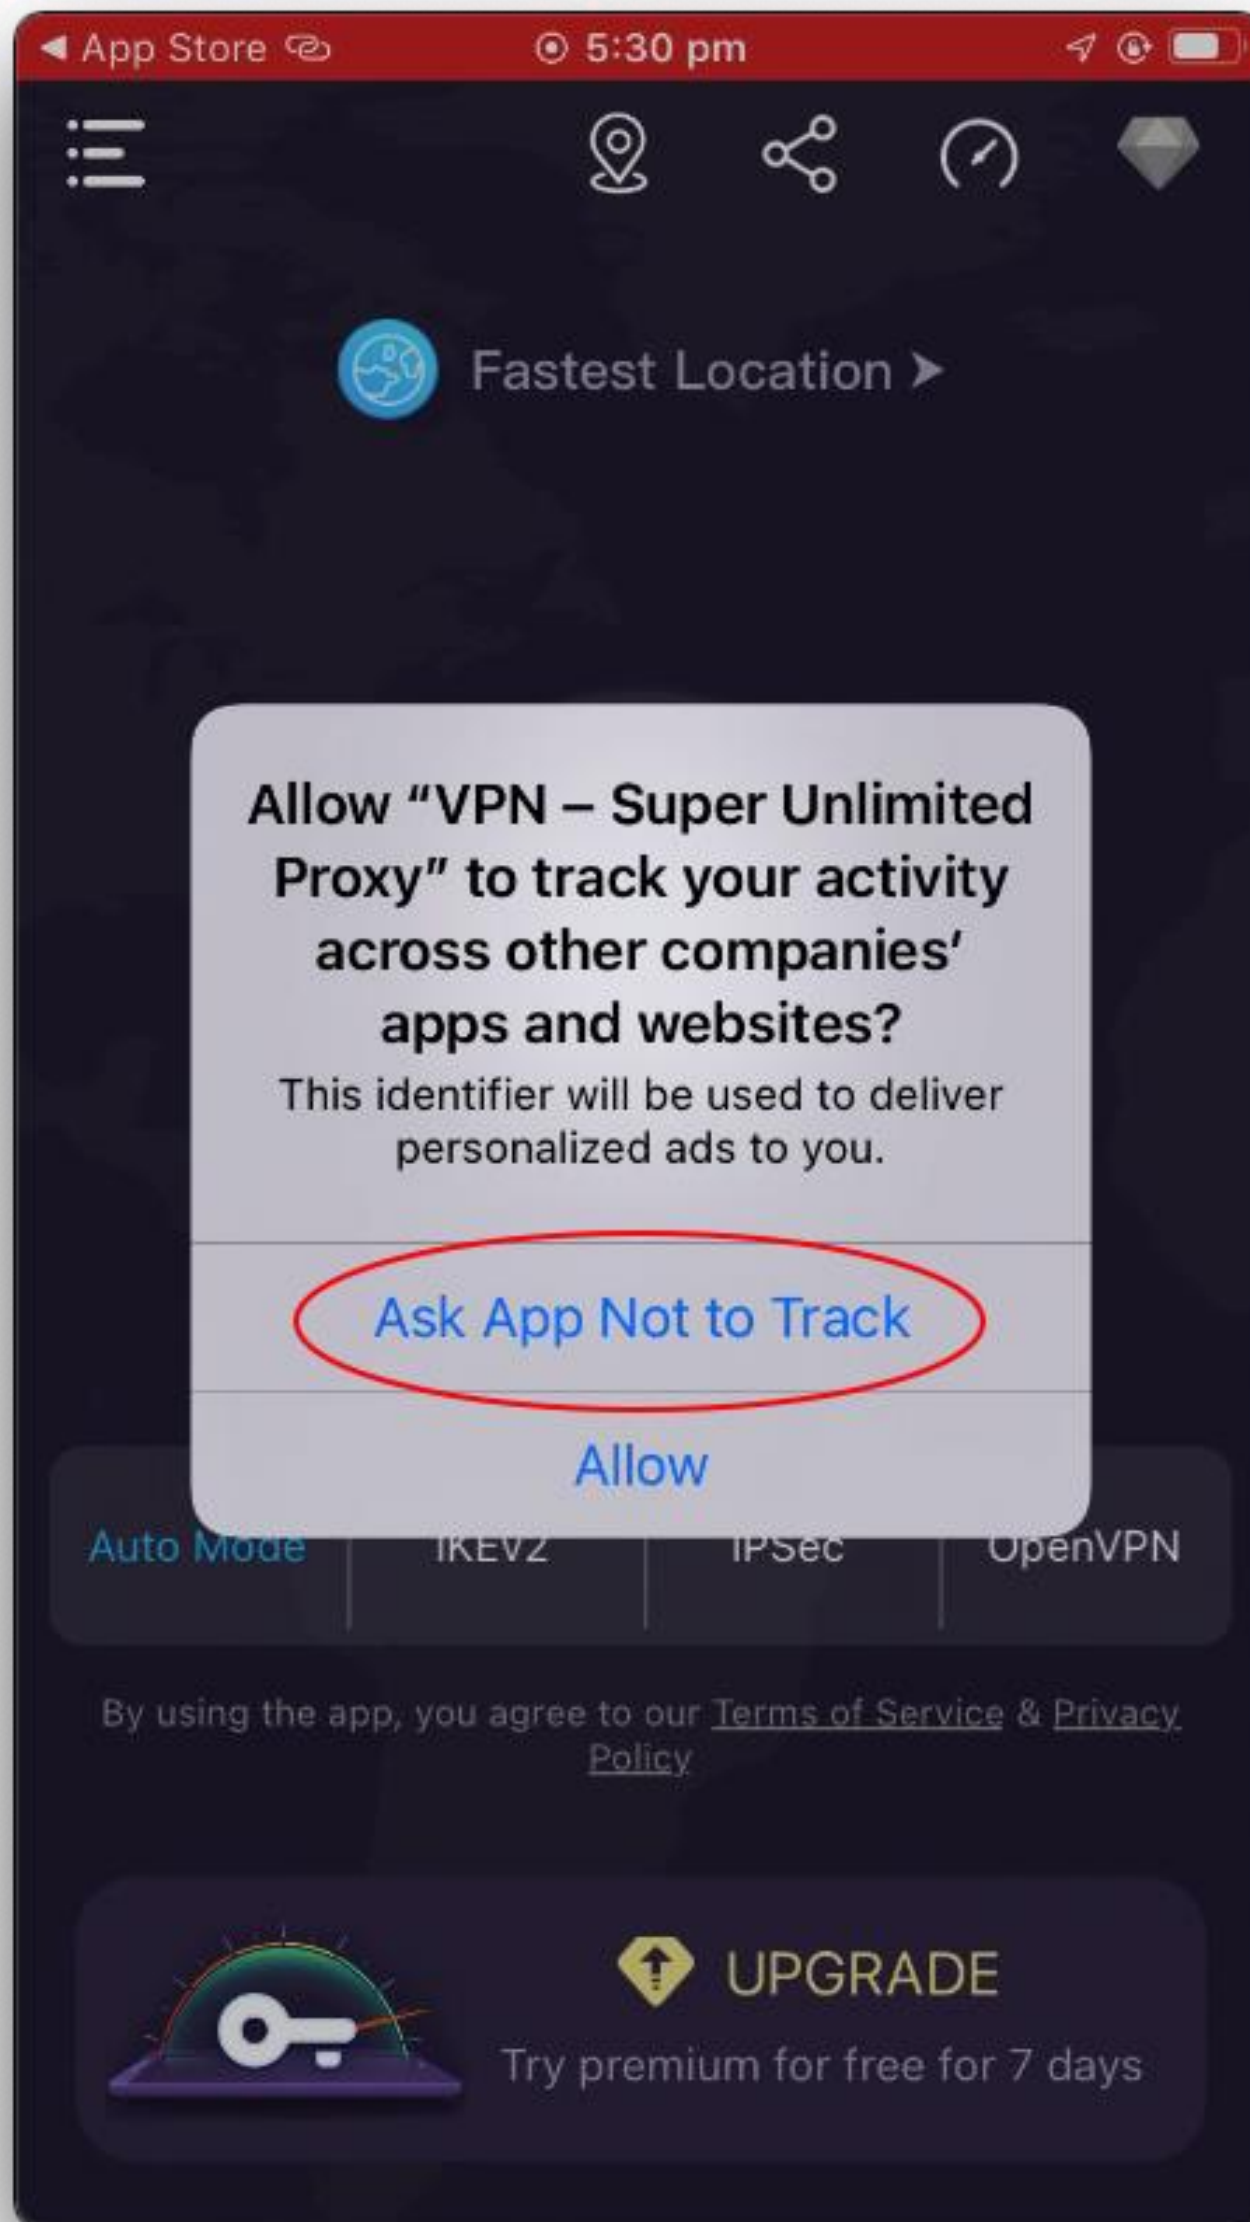 ◀ App Store 5:30 pm
Fastest Location ➤
Allow “VPN – Super Unlimited
Proxy” to track your activity
across other companies’
apps and websites?
This identifier will be used to deliver
personalized ads to you.
Ask App Not to Track
Allow
Auto Mode IKEV2 IPSec OpenVPN
By using the app, you agree to our Terms of Service & Privacy
Policy
UPGRADE
Try premium for free for 7 days